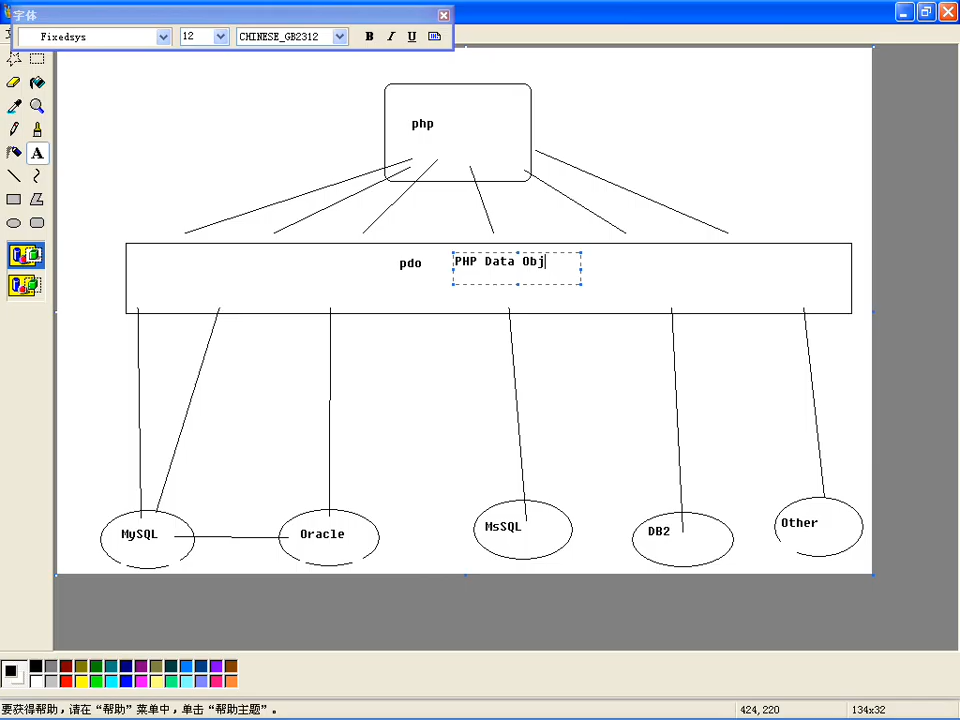 字体
Fixedsys
12
CHINESE_GB2312
B
I
U
A
php
pdo
PHP Data Obj
MySQL
Oracle
MsSQL
DB2
Other
要获得帮助，请在“帮助”菜单中，单击“帮助主题”。
424,220
134x32